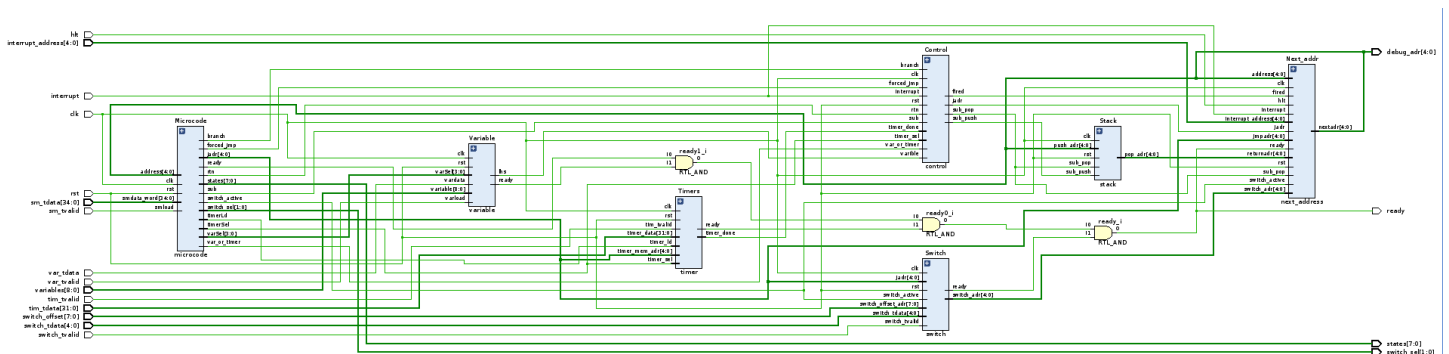 hlt
interrupt_address[4:0]
interrupt
clk
rst
sm_tdata[34:0]
sm_tvalid
var_tdata
var_tvalid
variables[8:0]
tim_tvalid
tim_tdata[31:0]
switch_offset[7:0]
switch_tdata[4:0]
switch_tvalid
Microcode
address[4:0]
clk
rst
smdata_word[34:0]
smload
branch
forced_jmp
jadr[4:0]
ready
rtn
states[7:0]
sub
switch_active
switch_sel[1:0]
timerLd
timerSel
varSel[3:0]
var_or_timer
microcode
Variable
clk
rst
varSel[3:0]
vardata
variable[8:0]
varload
lhs
ready
variable
ready1_i
I0
I1
O
RTL_AND
Timers
clk
rst
tim_tvalid
timer_data[31:0]
timer_ld
timer_mem_adr[4:0]
timer_sel
ready
timer_done
timer
Control
branch
clk
forced_jmp
interrupt
rst
rtn
sub
timer_done
timer_sel
var_or_timer
varible
fired
jadr
sub_pop
sub_push
control
ready0_i
I0
I1
O
RTL_AND
Switch
clk
jadr[4:0]
rst
switch_active
switch_offset_adr[7:0]
switch_tdata[4:0]
switch_tvalid
ready
switch_adr[4:0]
switch
Stack
clk
push_adr[4:0]
rst
sub_pop
sub_push
pop_adr[4:0]
stack
ready_i
I0
I1
O
RTL_AND
Next_addr
address[4:0]
clk
fired
hlt
interrupt
interrupt_address[4:0]
jadr
jmpadr[4:0]
ready
returnadr[4:0]
rst
sub_pop
switch_active
switch_adr[4:0]
nextadr[4:0]
next_address
debug_adr[4:0]
ready
states[7:0]
switch_sel[1:0]